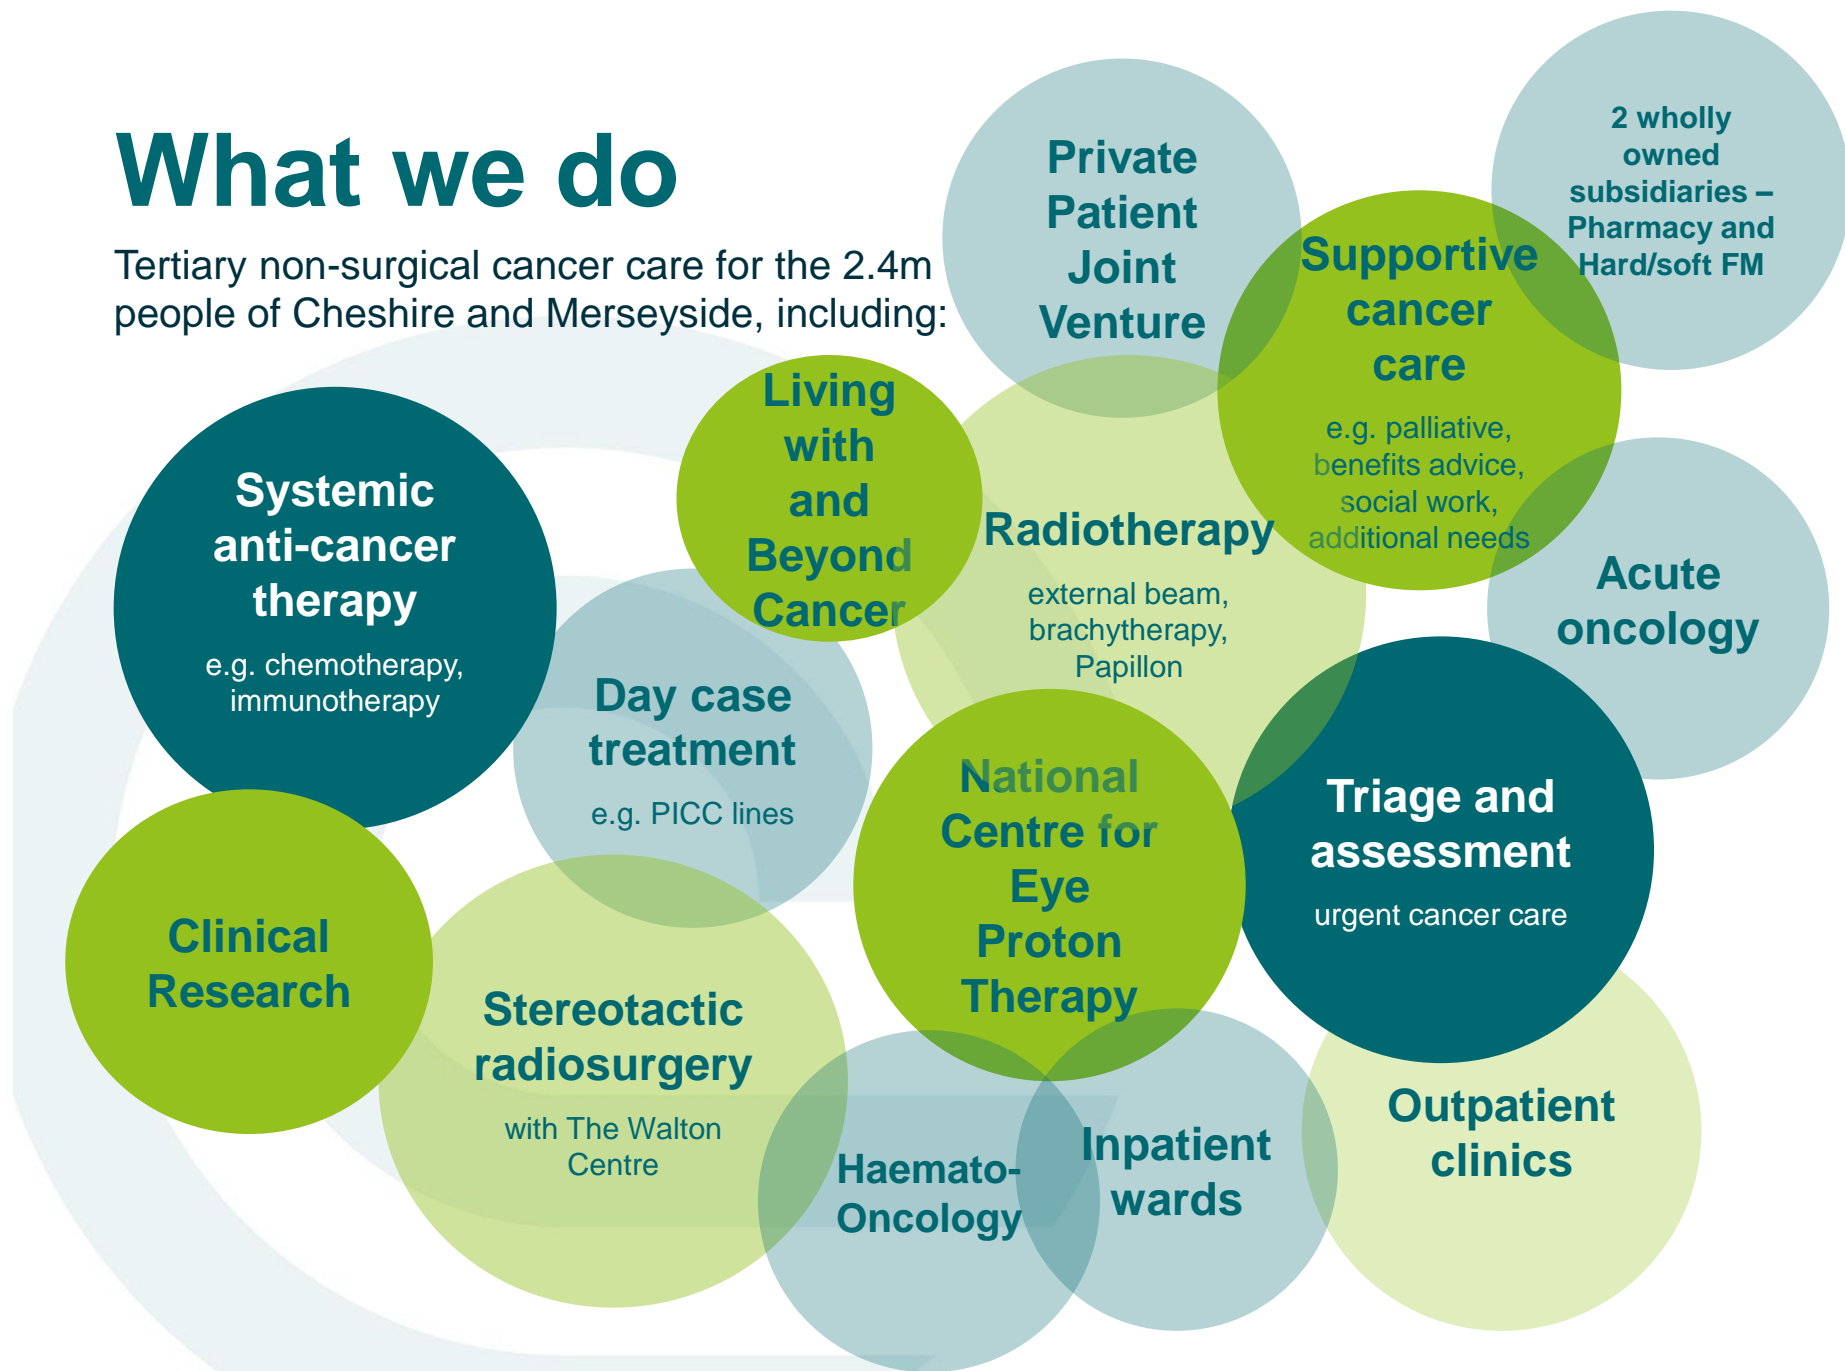 What we do
Tertiary non-surgical cancer care for the 2.4m
people of Cheshire and Merseyside, including:
Private
Patient
Joint
Venture
2 wholly
owned
subsidiaries –
Pharmacy and
Hard/soft FM
Supportive
cancer
care
e.g. palliative,
benefits advice,
social work,
additional needs
Living
with
and
Beyond
Cancer
Systemic
anti-cancer
therapy
e.g. chemotherapy,
immunotherapy
Radiotherapy
external beam,
brachytherapy,
Papillon
Acute
oncology
Day case
treatment
e.g. PICC lines
National
Centre for
Eye
Proton
Therapy
Triage and
assessment
urgent cancer care
Clinical
Research
Stereotactic
radiosurgery
with The Walton
Centre
Haemato-
Oncology
Inpatient
wards
Outpatient
clinics